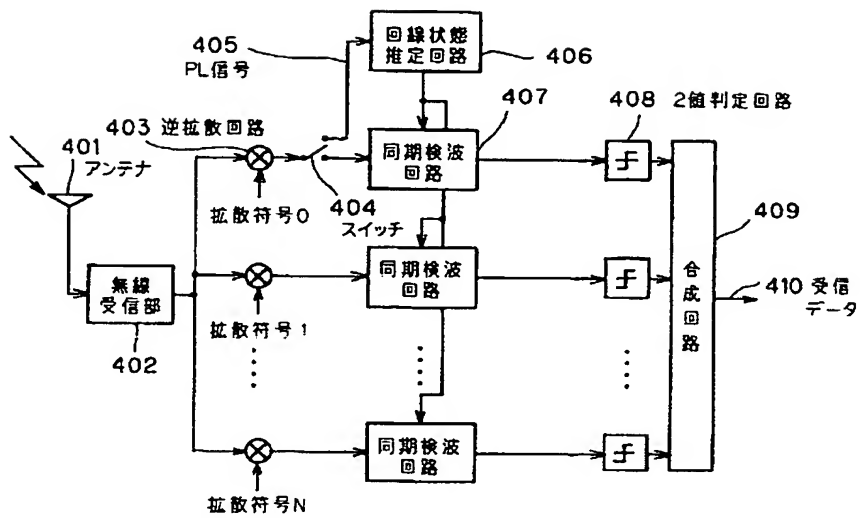 405
PL信号
回線状態
推定回路
406
407
403 逆拡散回路
408 2値判定回路
401
アンテナ
同期検波
回路
拡散符号0
404
スイッチ
409
無線
受信部
402
同期検波
回路
拡散符号1
合成回路
410 受信
データ
同期検波
回路
拡散符号N